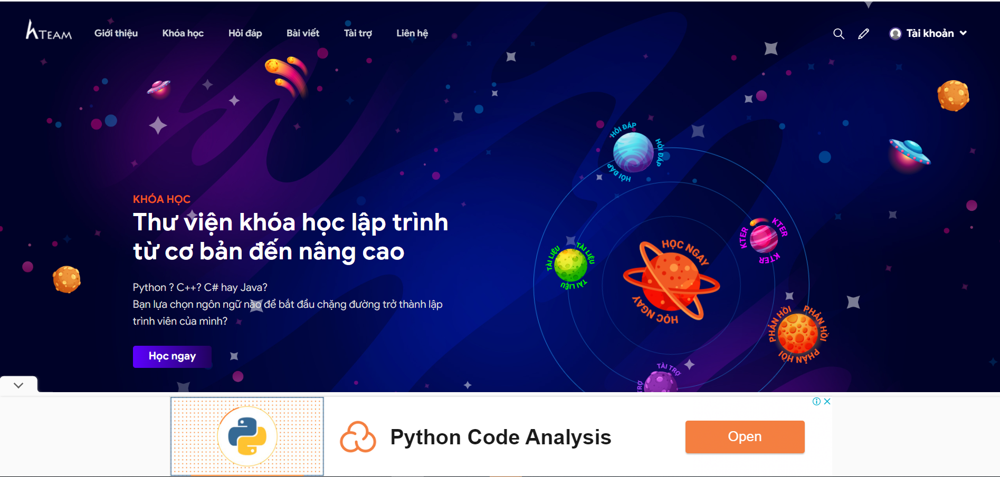 hTEAM
Giới thiệu
Khóa học
Hỏi đáp
Bài viết
Tài trợ
Liên hệ
Tài khoản
KHÓA HỌC
Thư viện khóa học lập trình
từ cơ bản đến nâng cao
Python ? C++? C# hay Java?
Bạn lựa chọn ngôn ngữ nào để bắt đầu chặng đường trở thành lập
trình viên của mình?
Học ngay
HỎI ĐÁP
HỎI ĐÁP
HỎI ĐÁP
KTER
KTER
KTER
TÀI LIỆU
TÀI LIỆU
TÀI LIỆU
HỌC NGAY
HỌC NGAY
PHẢN HỒI
PHẢN HỒI
PHẢN HỒI
TÀI TRỢ
TRỢ
Python Code Analysis
Open